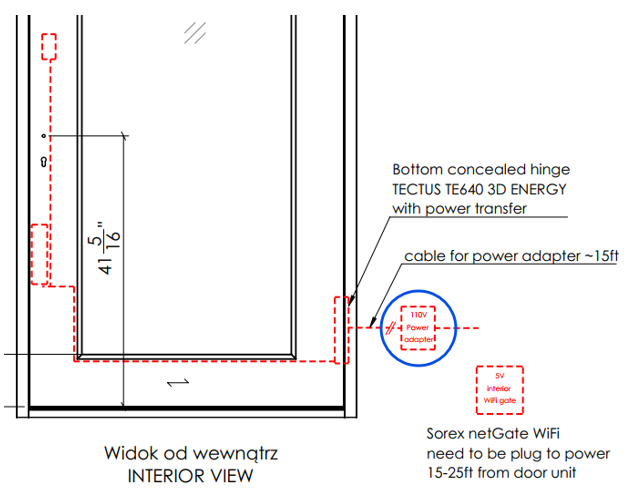 Bottom concealed hinge
TECTUS TE640 3D ENERGY
with power transfer
41 5/16"
cable for power adapter ~15ft
110V
Power
adapter
5V
interior
WiFi gate
Sorex netGate WiFi
need to be plug to power
15-25ft from door unit
Widok od wewnątrz
INTERIOR VIEW